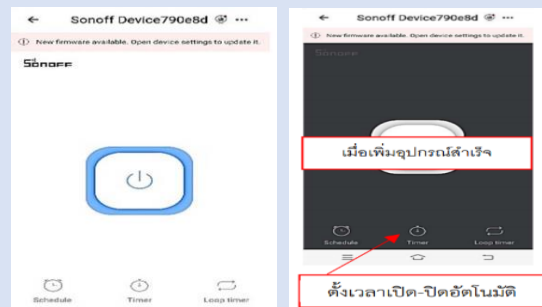 Sonoff Device790e8d
New firmware available. Open device settings to update it.
SONOFF
Schedule
Timer
Loop timer
Sonoff Device790e8d
New firmware available. Open device settings to update it.
SONOFF
เมื่อเพิ่มอุปกรณ์สำเร็จ
Schedule
Timer
Loop timer
ตั้งเวลาเปิด-ปิดอัตโนมัติ